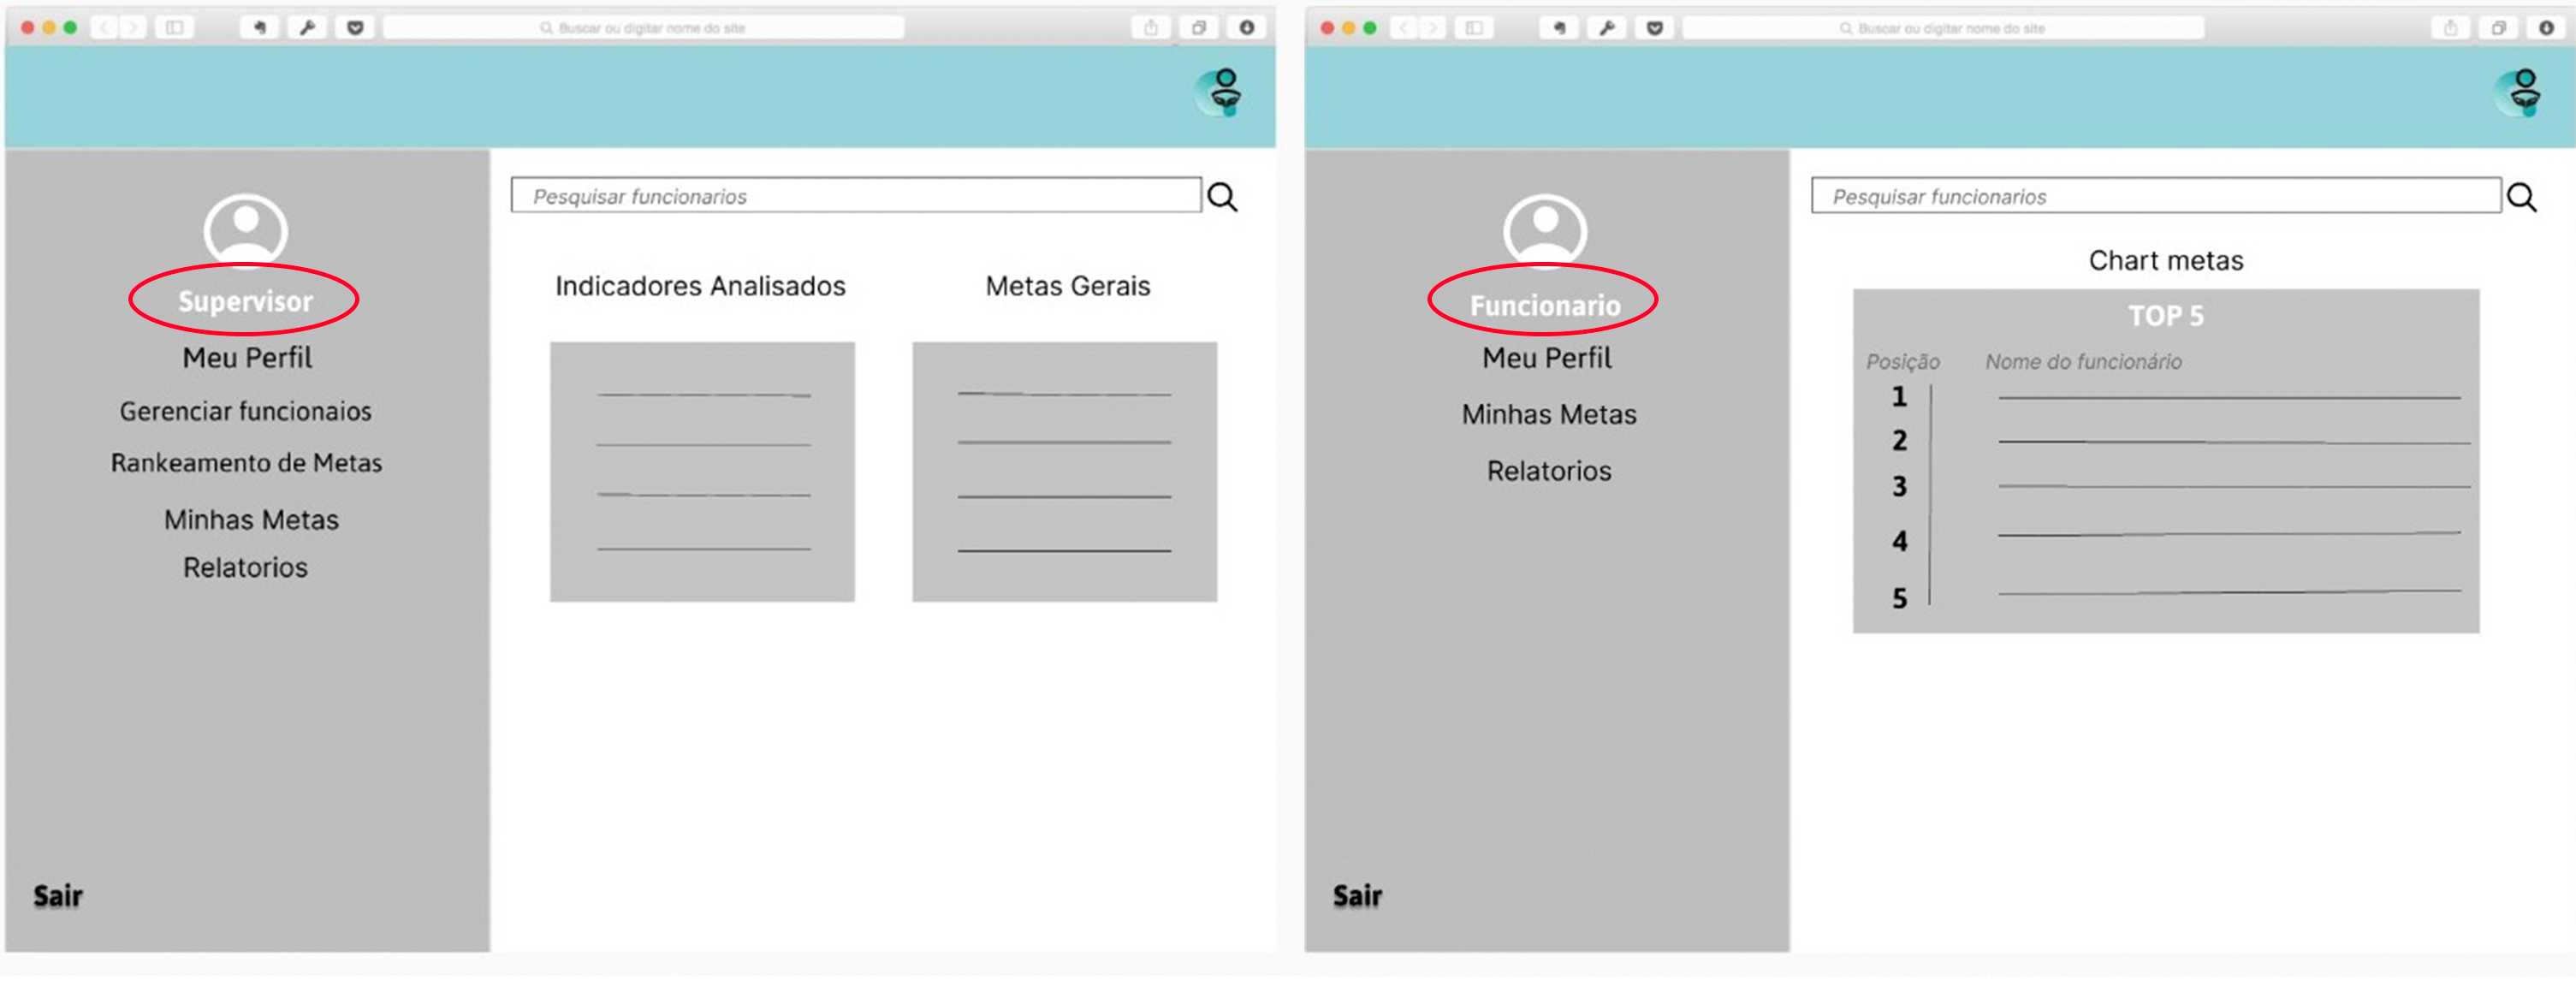 Buscar ou digitar nome do site
Supervisor
Meu Perfil
Gerenciar funcionaios
Rankeamento de Metas
Minhas Metas
Relatorios
Sair
Pesquisar funcionarios
Indicadores Analisados
Metas Gerais
Buscar ou digitar nome do site
Funcionario
Meu Perfil
Minhas Metas
Relatorios
Sair
Pesquisar funcionarios
Chart metas
TOP 5
Posição Nome do funcionário
1
2
3
4
5